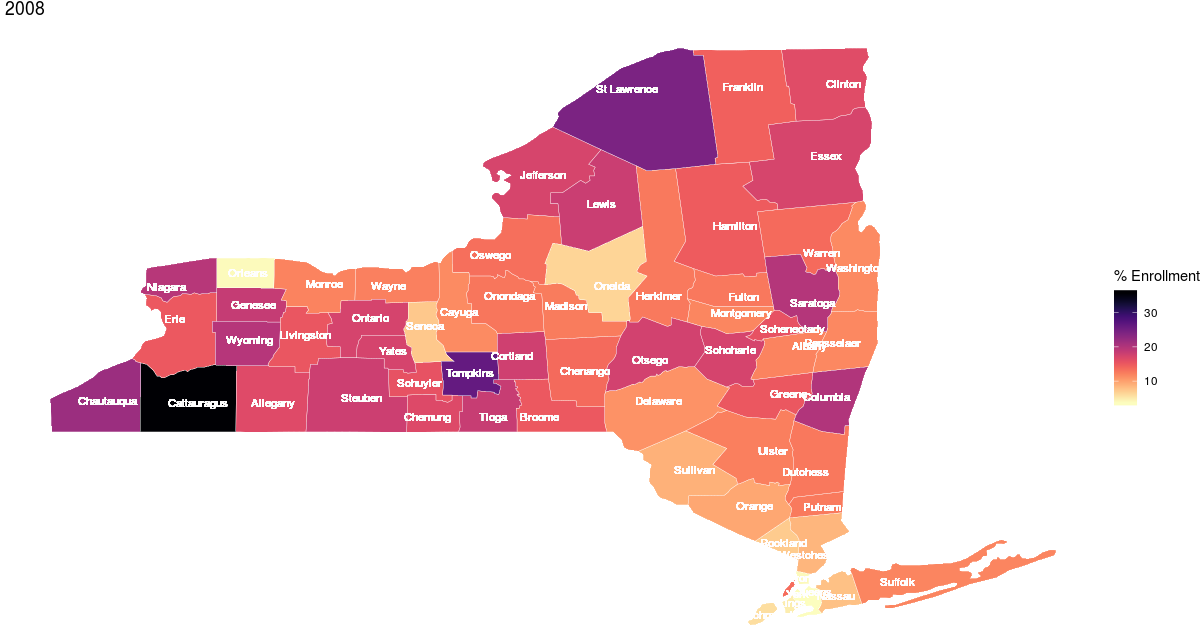 2008
St Lawrence
Franklin
Clinton
Essex
Jefferson
Lewis
Hamilton
Warren
Washington
Oswego
Oneida
Herkimer
Fulton
Montgomery
Saratoga
Schenectady
Albany
Rensselaer
Niagara
Orleans
Monroe
Wayne
Cayuga
Onondaga
Madison
Genesee
Erie
Wyoming
Livingston
Ontario
Seneca
Yates
Cortland
Tompkins
Schuyler
Chenango
Otsego
Schoharie
Chautauqua
Cattaraugus
Allegany
Steuben
Chemung
Tioga
Broome
Delaware
Greene
Columbia
Ulster
Dutchess
Sullivan
Orange
Putnam
Rockland
Suffolk
% Enrollment
30
20
10